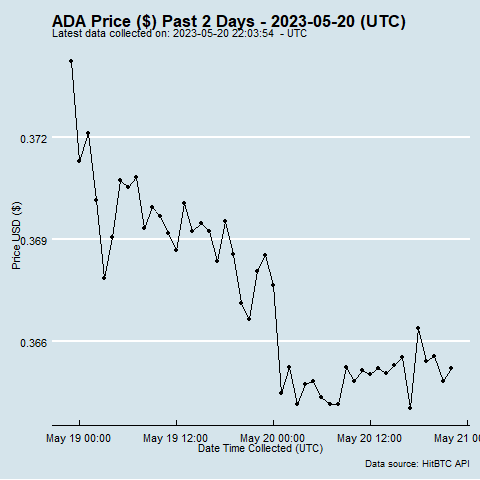 ADA Price ($) Past 2 Days - 2023-05-20 (UTC)
Latest data collected on: 2023-05-20 22:03:54 - UTC
0.372
0.369
0.366
Price USD ($)
May 19 00:00 May 19 12:00 May 20 00:00 May 20 12:00 May 21 00
Date Time Collected (UTC)
Data source: HitBTC API